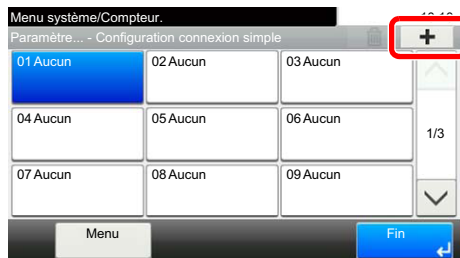 Menu système/Compteur.
Paramètre... - Configuration connexion simple
01 Aucun 02 Aucun 03 Aucun
04 Aucun 05 Aucun 06 Aucun
1/3
07 Aucun 08 Aucun 09 Aucun
Menu Fin